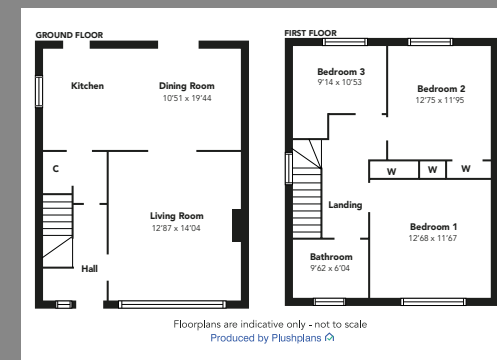 GROUND FLOOR
Kitchen
Dining Room
10'51 x 19'44
C
Living Room
12'87 x 14'04
Hall
FIRST FLOOR
Bedroom 3
9'14 x 10'53
Bedroom 2
12'75 x 11'95
W
W
W
Landing
Bedroom 1
12'68 x 11'67
Bathroom
9'62 x 6'04
Floorplans are indicative only - not to scale
Produced by Plushplans